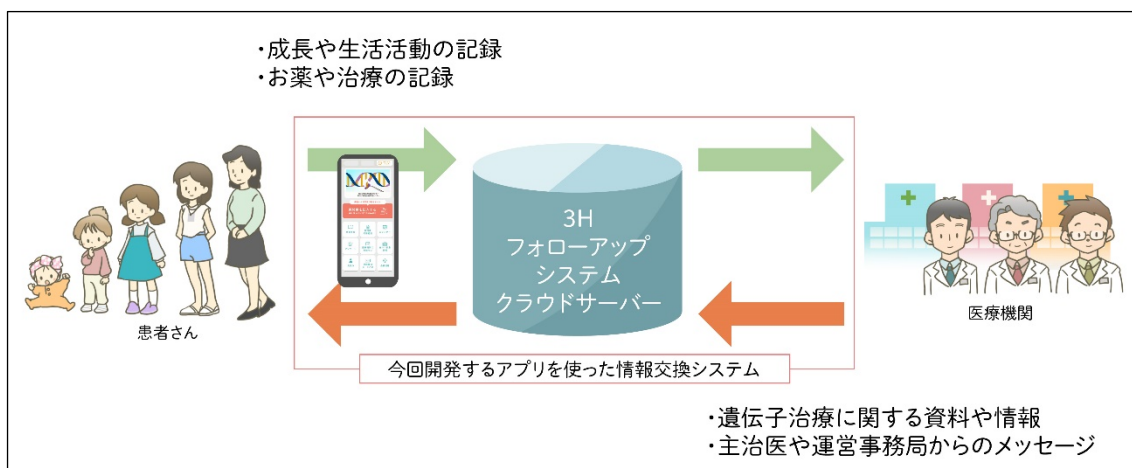 ・成長や生活活動の記録
・お薬や治療の記録
3H
フォローアップ
システム
クラウドサーバー
患者さん
医療機関
今回開発するアプリを使った情報交換システム
・遺伝子治療に関する資料や情報
・主治医や運営事務局からのメッセージ